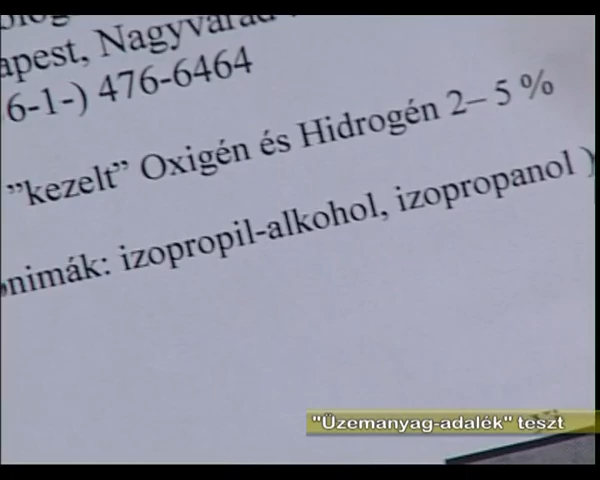 apest, Nagyvárad
6-1-) 476-6464
"kezelt" Oxigén és Hidrogén 2– 5 %
nimák: izopropil-alkohol, izopropanol )
"Üzemanyag-adalék" teszt